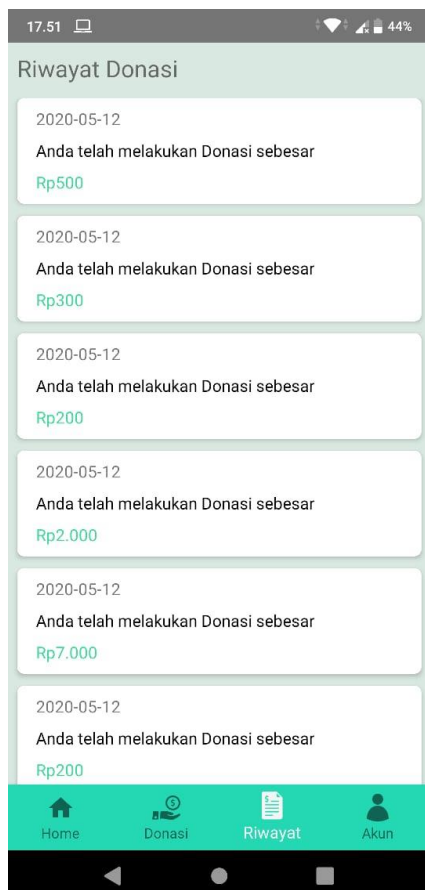 17.51 44%
Riwayat Donasi
2020-05-12
Anda telah melakukan Donasi sebesar
Rp500
2020-05-12
Anda telah melakukan Donasi sebesar
Rp300
2020-05-12
Anda telah melakukan Donasi sebesar
Rp200
2020-05-12
Anda telah melakukan Donasi sebesar
Rp2.000
2020-05-12
Anda telah melakukan Donasi sebesar
Rp7.000
2020-05-12
Anda telah melakukan Donasi sebesar
Rp200
Home Donasi Riwayat Akun